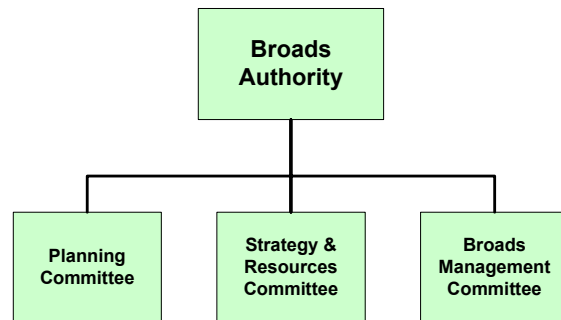 Broads
Authority
Planning
Committee
Strategy &
Resources
Committee
Broads
Management
Committee